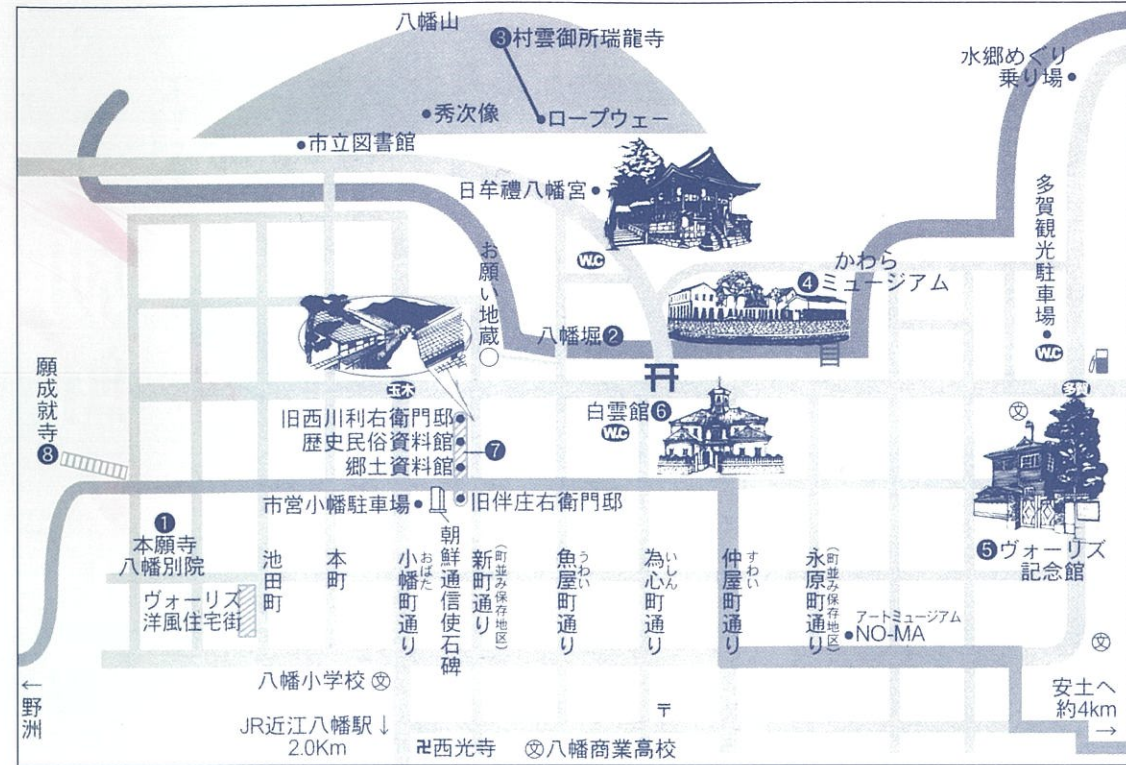 八幡山
❸村雲御所瑞龍寺
水郷めぐり
乗り場
秀次像
ロープウェー
市立図書館
日牟禮八幡宮
W.C
多賀観光駐車場
W.C
お願い地蔵
かわら
❹ミュージアム
八幡堀❷
玉木
多賀
願成就寺
❽
白雲館❻
W.C
文
旧西川利右衛門邸
歴史民俗資料館
❼
郷土資料館
市営小幡駐車場
旧伴庄右衛門邸
❶
本願寺
八幡別院
ヴォーリズ
洋風住宅街
池田町
本町
小幡町通り
おばた
朝鮮通信使石碑
新町通り
(町並み保存地区)
魚屋町通り
うわい
為心町通り
いしん
仲屋町通り
すわい
永原町通り
(町並み保存地区)
❺ヴォーリズ
記念館
アートミュージアム
NO-MA
文
←野洲
八幡小学校 文
安土へ
約4km
→
JR近江八幡駅↓
2.0Km
卍西光寺
〒
文八幡商業高校